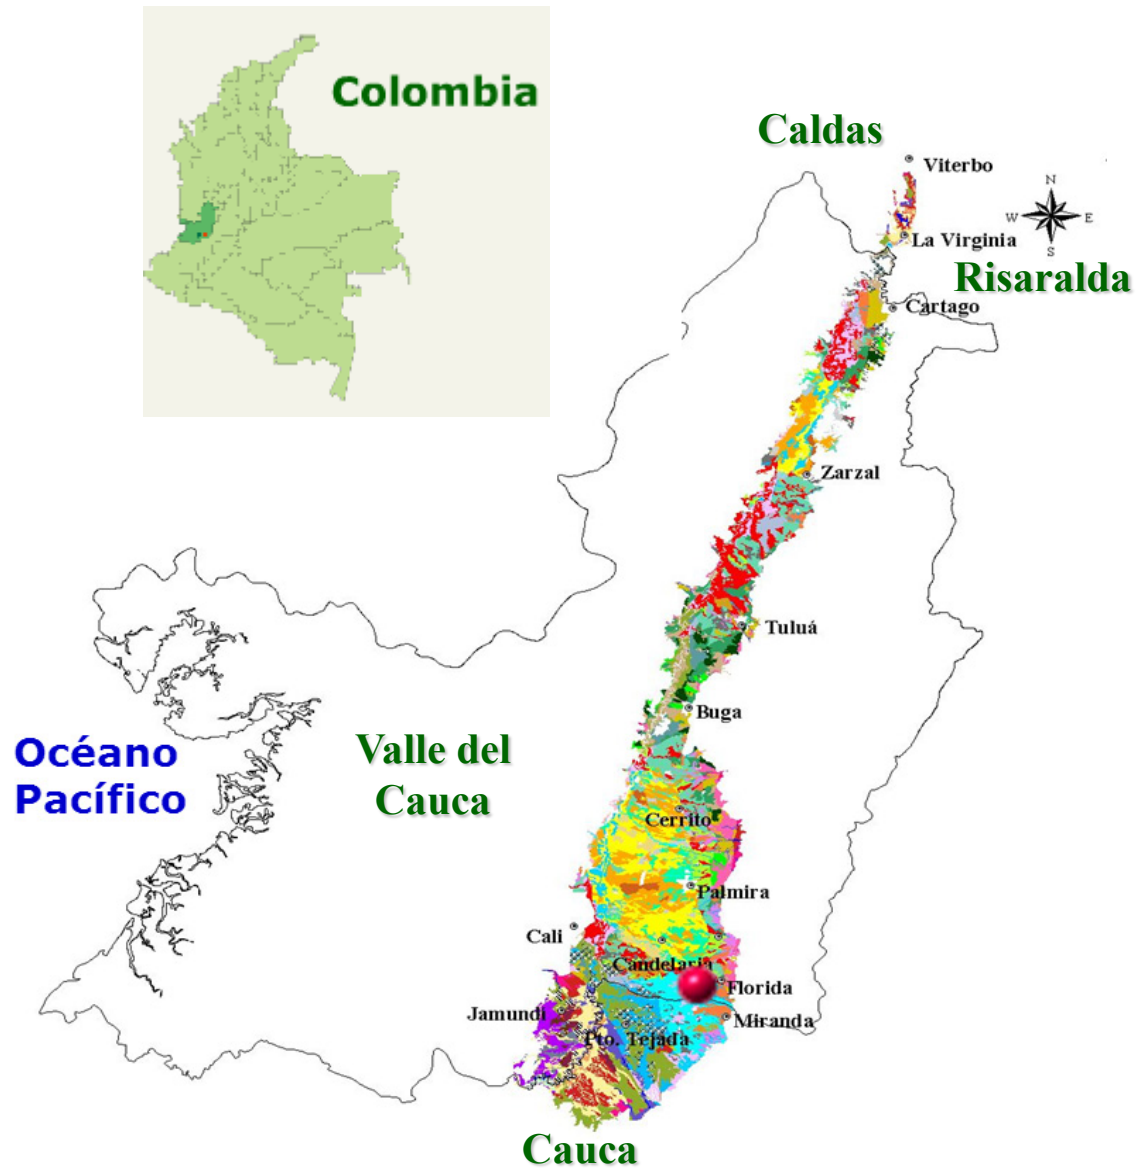 Colombia
Caldas
Viterbo
N
W
E
S
La Virginia
Risaralda
Cartago
Zarzal
Tuluá
Buga
Océano
Pacífico
Valle del
Cauca
Cerrito
Palmira
Cali
Candelaria
Florida
Jamundi
Miranda
Pto. Tejada
Cauca